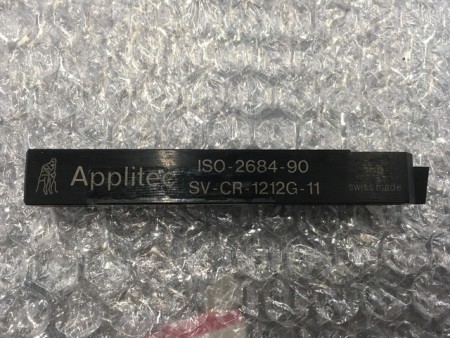 Applitec
ISO-2684-90
SV-CR-1212G-11
swiss made